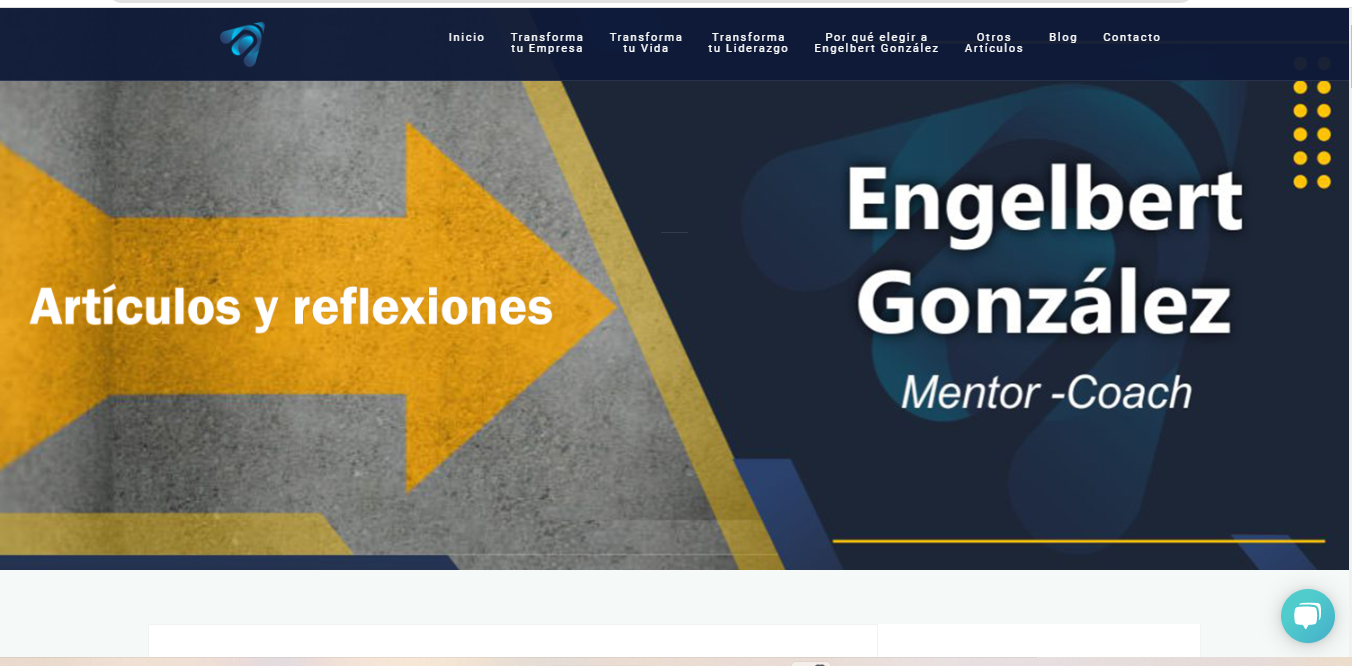 Inicio
Transforma
tu Empresa
Transforma
tu Vida
Transforma
tu Liderazgo
Por qué elegir a
Engelbert González
Otros
Artículos
Blog
Contacto
Artículos y reflexiones
Engelbert
González
Mentor -Coach